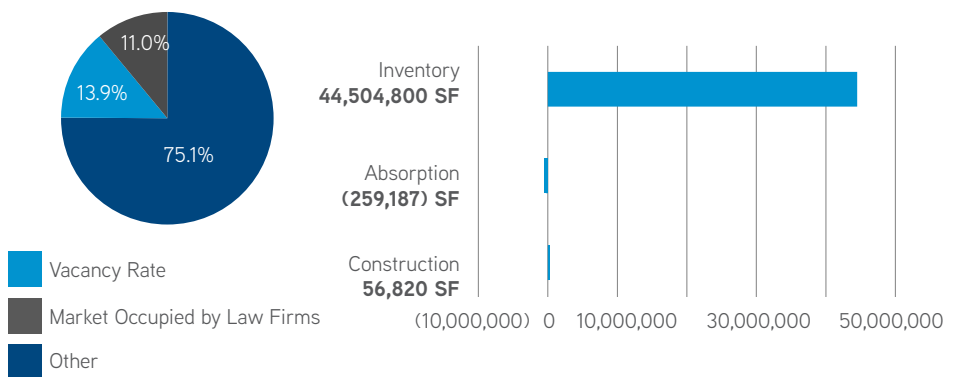 11.0%
13.9%
75.1%
Vacancy Rate
Market Occupied by Law Firms
Other
Inventory
44,504,800 SF
Absorption
(259,187) SF
Construction
56,820 SF
(10,000,000) 0 10,000,000 30,000,000 50,000,000